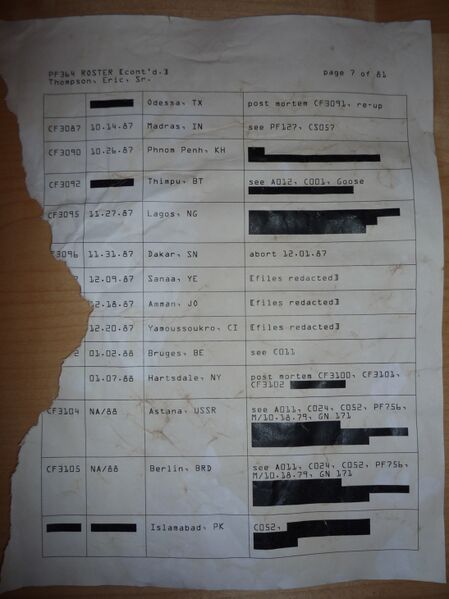 PF364 ROSTER [cont'd.] page 7 of 81
Thompson, Eric, Sr.
Odessa, TX post mortem CF3091, re-up
CF3087 10.14.87 Madras, IN see PF127, CS057
CF3090 10.26.87 Phnom Penh, KH
CF3092 Thimpu, BT see A012, C001, Goose
CF3095 11.27.87 Lagos, NG
3096 11.31.87 Dakar, SN abort 12.01.87
12.09.87 Sanaa, YE [files redacted]
12.18.87 Amman, JO [files redacted]
12.20.87 Yamoussoukro, CI [files redacted]
2 01.02.88 Bruges, BE see C011
01.07.88 Hartsdale, NY post mortem CF3100, CF3101,
CF3102
CF3104 NA/88 Astana, USSR see A011, C024, C052, PF756,
M/10.18.79, GN 171
CF3105 NA/88 Berlin, BRD see A011, C024, C052, PF756,
M/10.18.79, GN 171
Islamabad, PK C052,